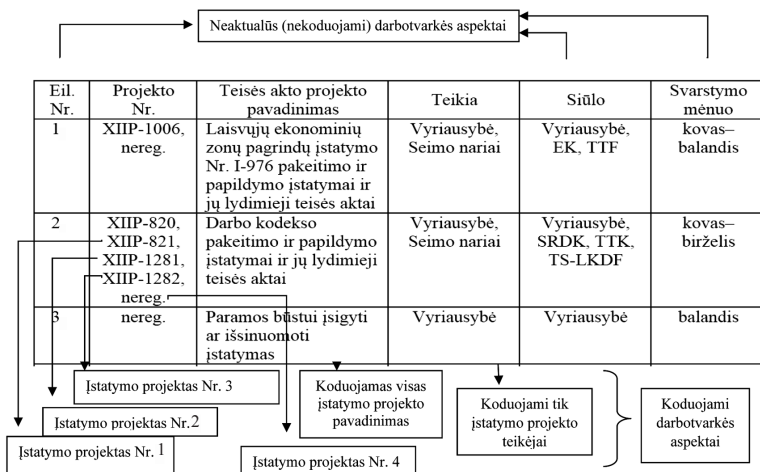 Neaktualūs (nekoduojami) darbotvarkės aspektai
Eil. Nr.
Projekto Nr.
Teisės akto projekto pavadinimas
Teikia
Siūlo
Svarstymo mėnuo
1
XIIP-1006,
nereg.
Laisvųjų ekonominių
zonų pagrindų įstatymo
Nr. I-976 pakeitimo ir
papildymo įstatymai ir
jų lydimieji teisės aktai
Vyriausybė,
Seimo nariai
Vyriausybė,
EK, TTF
kovas–
balandis
2
XIIP-820,
XIIP-821,
XIIP-1281,
XIIP-1282,
nereg.
Darbo kodekso
pakeitimo ir papildymo
įstatymai ir jų lydimieji
teisės aktai
Vyriausybė,
Seimo nariai
Vyriausybė,
SRDK, TTK,
TS-LKDF
kovas–
birželis
3
nereg.
Paramos būstui įsigyti
ar išsinuomoti
įstatymas
Vyriausybė
Vyriausybė
balandis
Įstatymo projektas Nr. 3
Įstatymo projektas Nr.2
Įstatymo projektas Nr. 1
Įstatymo projektas Nr. 4
Koduojamas visas
įstatymo projekto
pavadinimas
Koduojami tik
įstatymo projekto
teikėjai
Koduojami
darbotvarkės
aspektai